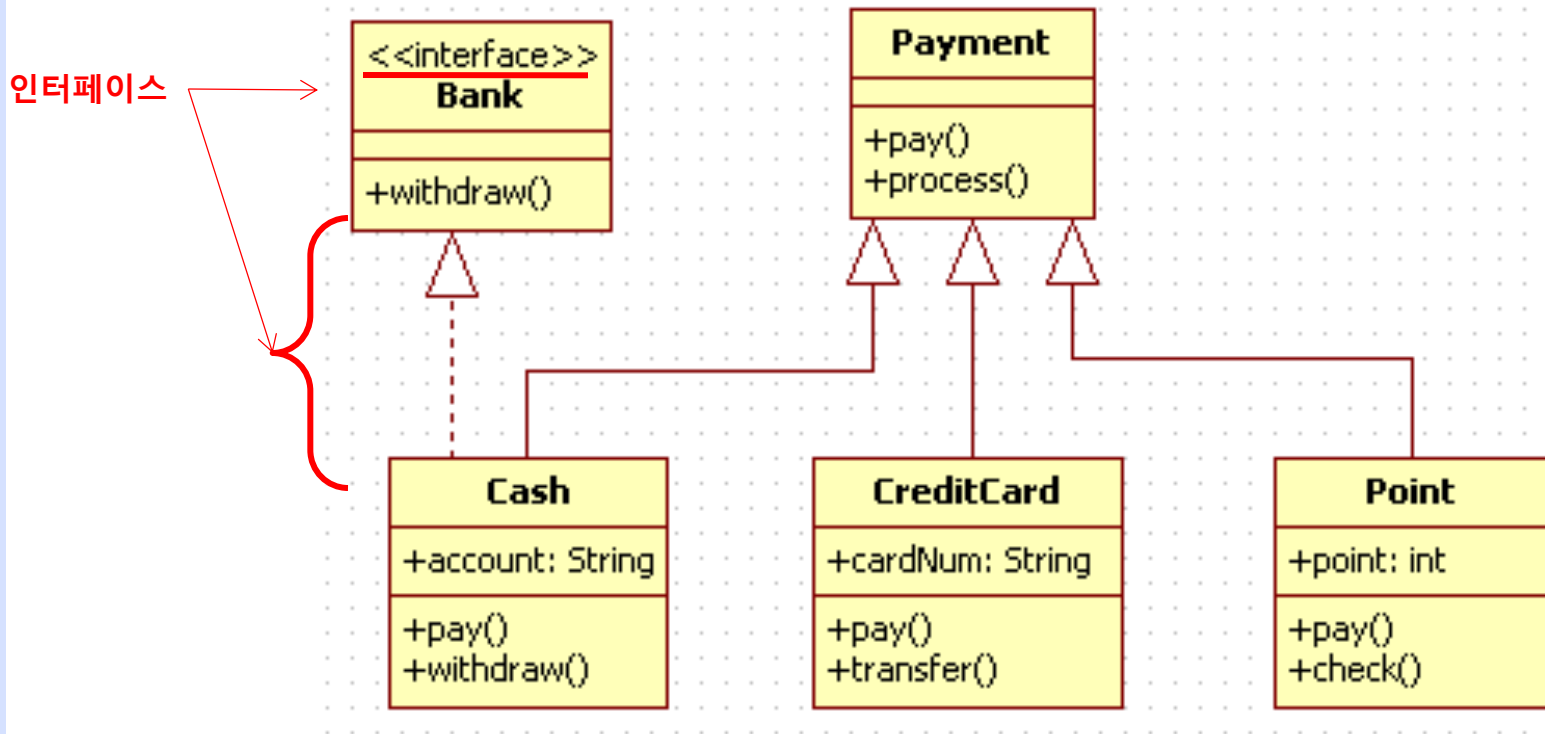 인터페이스
<<interface>>
Bank
+withdraw()
Payment
+pay()
+process()
Cash
+account: String
+pay()
+withdraw()
CreditCard
+cardNum: String
+pay()
+transfer()
Point
+point: int
+pay()
+check()